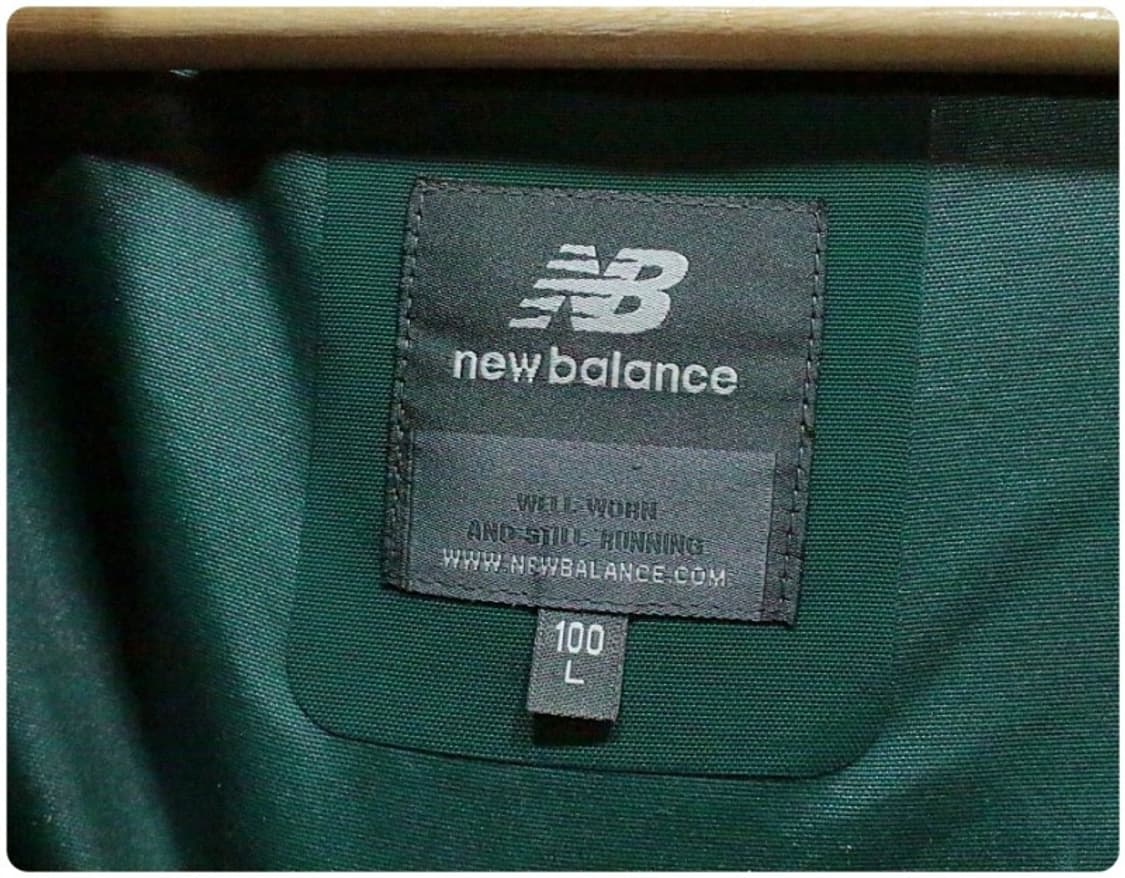 NB
new balance
WELL WORN
AND STILL RUNNING
WWW.NEWBALANCE.COM
100
L